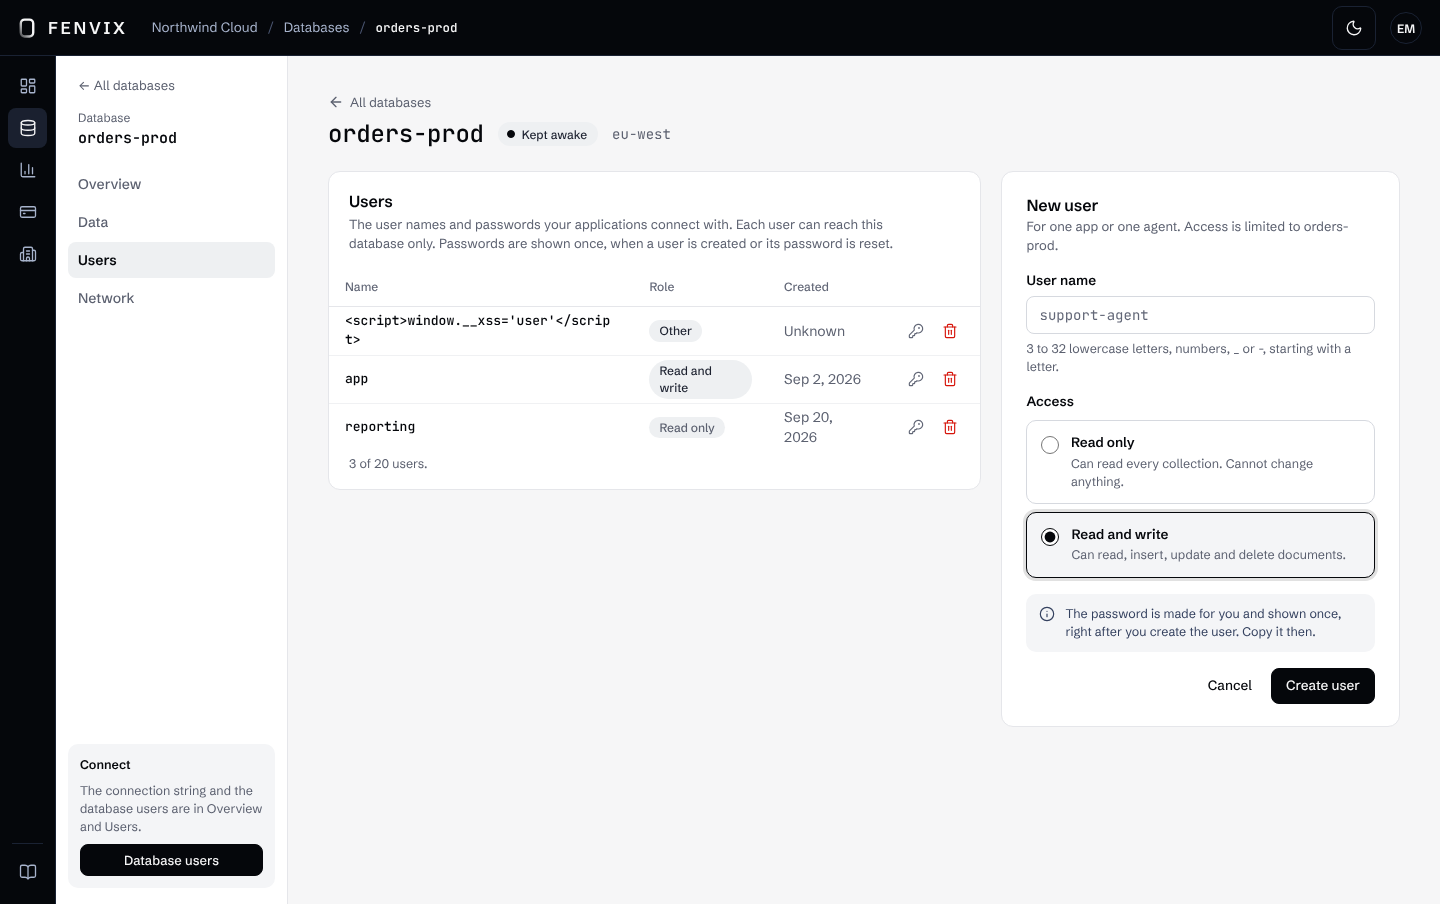 FENVIX
Northwind Cloud / Databases / orders-prod
EM
← All databases
Database
orders-prod
Overview
Data
Users
Network
Connect
The connection string and the
database users are in Overview
and Users.
Database users
← All databases
orders-prod
Kept awake
eu-west
Users
The user names and passwords your applications connect with. Each user can reach this
database only. Passwords are shown once, when a user is created or its password is reset.
Name Role Created
<script>window.__xss='user'</scrip
t>
Other
Unknown
app
Read and
write
Sep 2, 2026
reporting
Read only
Sep 20,
2026
3 of 20 users.
New user
For one app or one agent. Access is limited to orders-
prod.
User name
support-agent
3 to 32 lowercase letters, numbers, _ or -, starting with a
letter.
Access
Read only
Can read every collection. Cannot change
anything.
Read and write
Can read, insert, update and delete documents.
The password is made for you and shown once,
right after you create the user. Copy it then.
Cancel
Create user